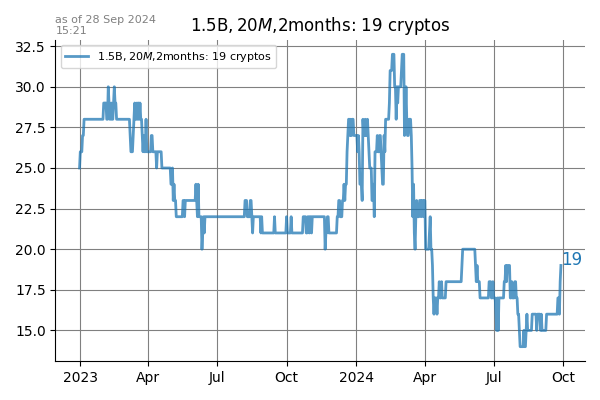 as of 28 Sep 2024
15:21
1.5B, 20M,2months: 19 cryptos
1.5B, 20M,2months: 19 cryptos
32.5
30.0
27.5
25.0
22.5
20.0
17.5
15.0
19
2023 Apr Jul Oct 2024 Apr Jul Oct